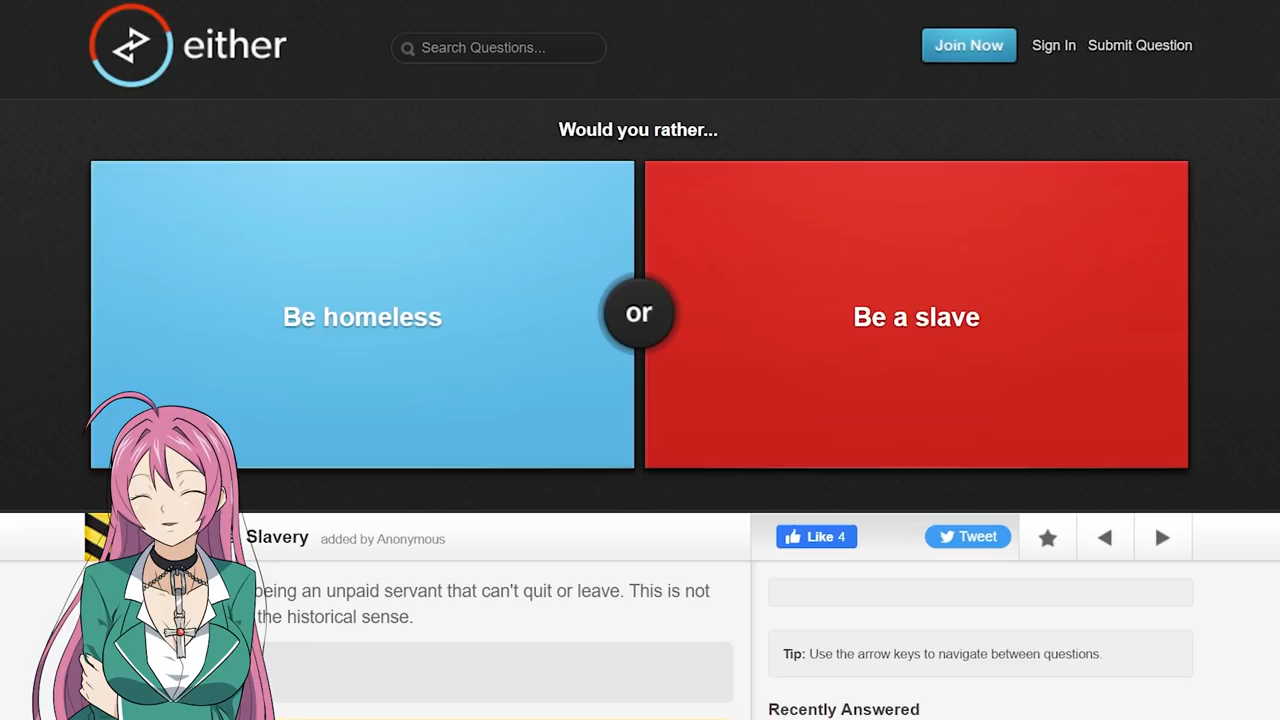 either
Search Questions...
Join Now
Sign In
Submit Question
Would you rather...
Be homeless
or
Be a slave
Slavery
added by Anonymous
Like 4
Tweet
being an unpaid servant that can't quit or leave. This is not
the historical sense.
Tip: Use the arrow keys to navigate between questions.
Recently Answered